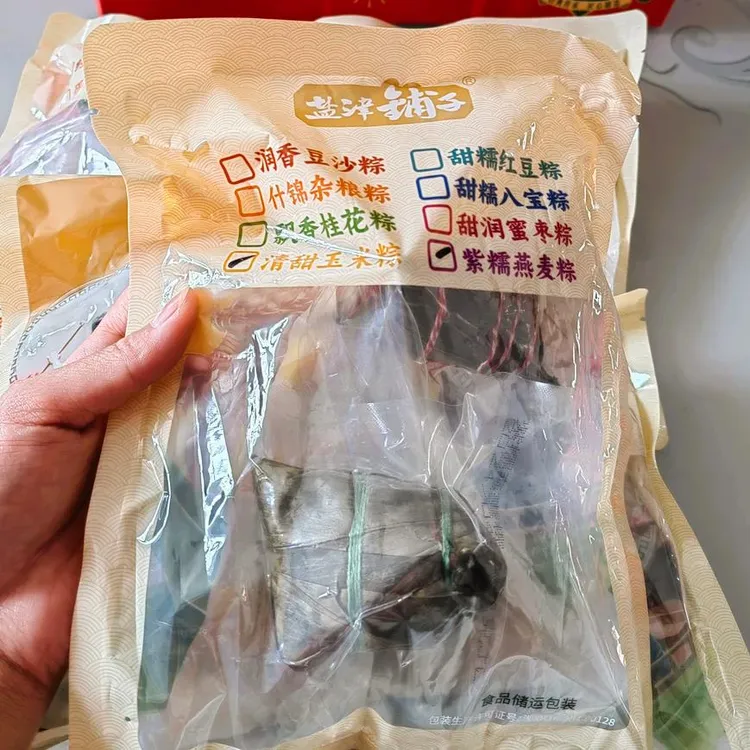 盐津铺子®
润香豆沙粽
什锦杂粮粽
飘香桂花粽
清甜玉米粽
甜糯红豆粽
甜糯八宝粽
甜润蜜枣粽
紫糯燕麦粽
食品储运包装